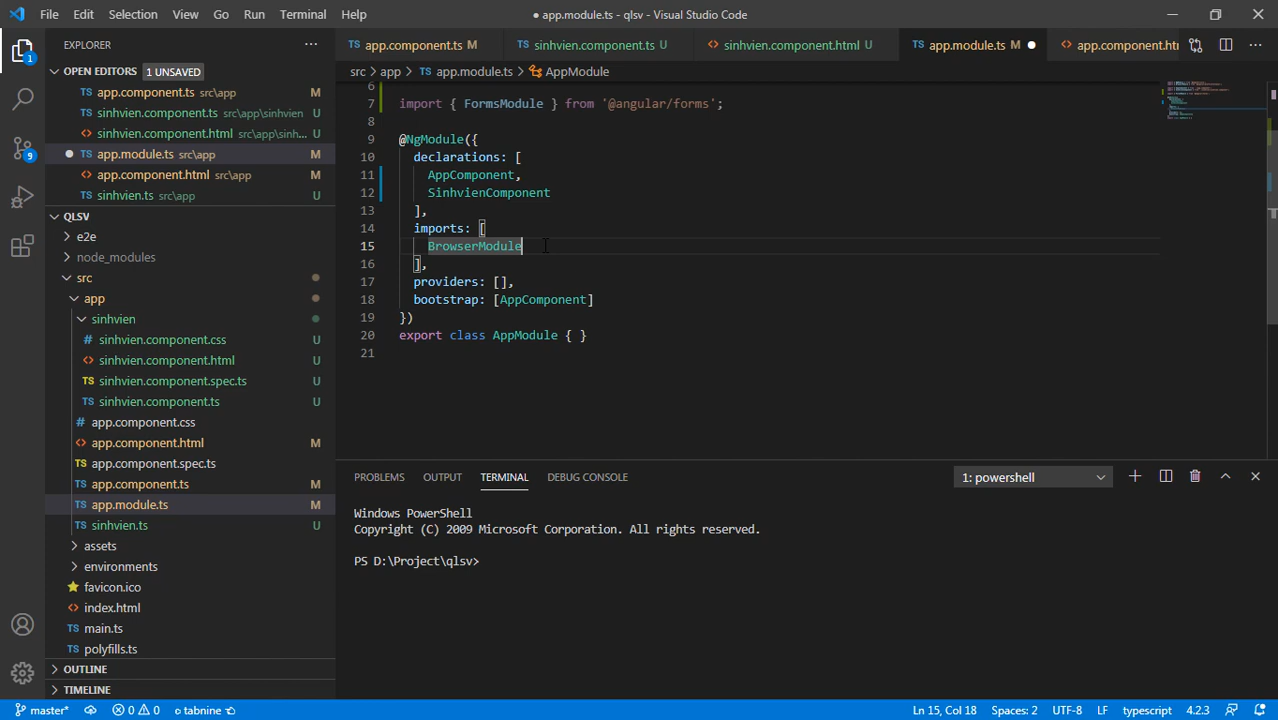 File Edit Selection View Go Run Terminal Help ● app.module.ts - qlsv - Visual Studio Code
EXPLORER ...
OPEN EDITORS 1 UNSAVED
TS app.component.ts src\app M
TS sinhvien.component.ts src\app\sinhvien U
<> sinhvien.component.html src\app\sinh... U
● TS app.module.ts src\app M
<> app.component.html src\app M
TS sinhvien.ts src\app U
QLSV
e2e
node_modules
src
app
sinhvien
# sinhvien.component.css U
<> sinhvien.component.html U
TS sinhvien.component.spec.ts U
TS sinhvien.component.ts U
# app.component.css
<> app.component.html M
TS app.component.spec.ts
TS app.component.ts M
TS app.module.ts M
TS sinhvien.ts U
assets
environments
favicon.ico
<> index.html
TS main.ts
TS polyfills.ts
OUTLINE
TIMELINE
1
9
TS app.component.ts M TS sinhvien.component.ts U <> sinhvien.component.html U TS app.module.ts M ● <> app.component.htm
src > app > TS app.module.ts > AppModule
6
7 import { FormsModule } from '@angular/forms';
8
9 @NgModule({
10 declarations: [
11 AppComponent,
12 SinhvienComponent
13 ],
14 imports: [
15 BrowserModule
16 ],
17 providers: [],
18 bootstrap: [AppComponent]
19 })
20 export class AppModule { }
21
PROBLEMS OUTPUT TERMINAL DEBUG CONSOLE 1: powershell
Windows PowerShell
Copyright (C) 2009 Microsoft Corporation. All rights reserved.
PS D:\Project\qlsv>
master* 0 0 tabnine Ln 15, Col 18 Spaces: 2 UTF-8 LF typescript 4.2.3